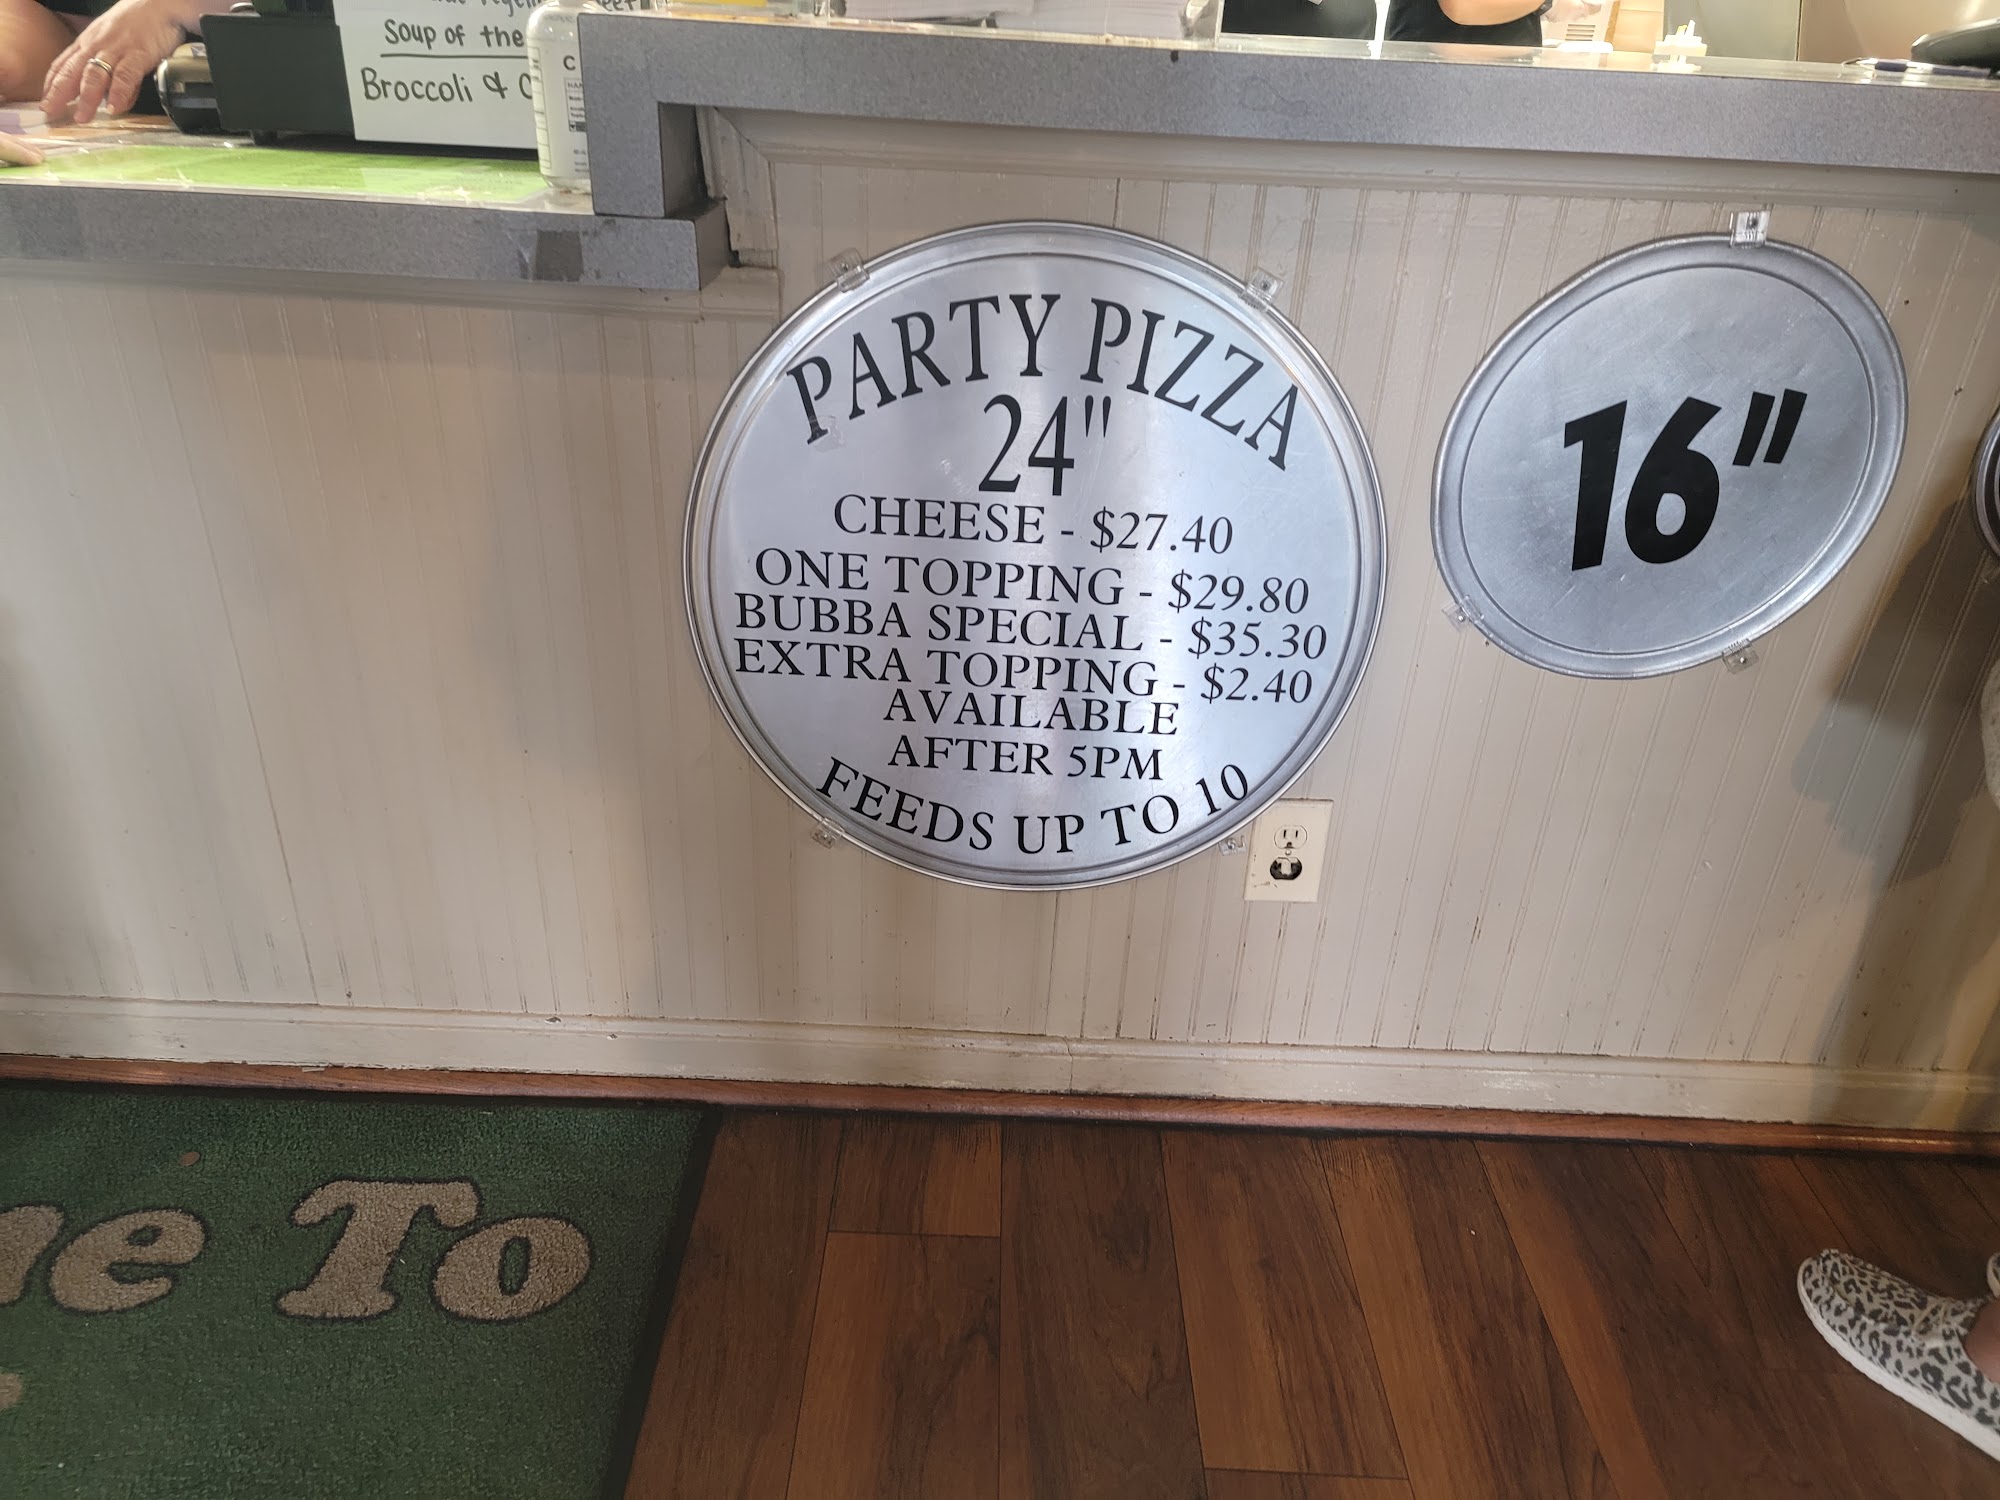 Soup of the
Broccoli &
PARTY PIZZA
24"
CHEESE - $27.40
ONE TOPPING - $29.80
BUBBA SPECIAL - $35.30
EXTRA TOPPING - $2.40
AVAILABLE
AFTER 5PM
FEEDS UP TO 10
16"
To